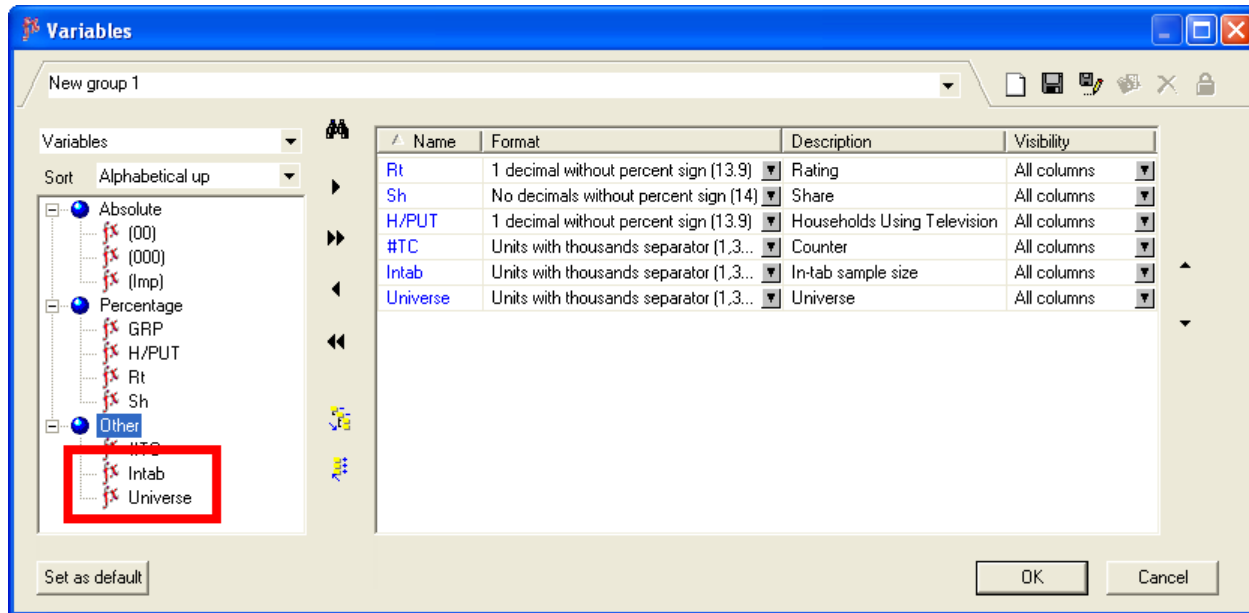 Variables
New group 1
Variables
Sort Alphabetical up
Absolute
(00)
(000)
(Imp)
Percentage
GRP
H/PUT
Rt
Sh
Other
#TC
Intab
Universe
Name Format Description Visibility
Rt 1 decimal without percent sign (13.9) Rating All columns
Sh No decimals without percent sign (14) Share All columns
H/PUT 1 decimal without percent sign (13.9) Households Using Television All columns
#TC Units with thousands separator (1,3... Counter All columns
Intab Units with thousands separator (1,3... In-tab sample size All columns
Universe Units with thousands separator (1,3... Universe All columns
Set as default
OK Cancel